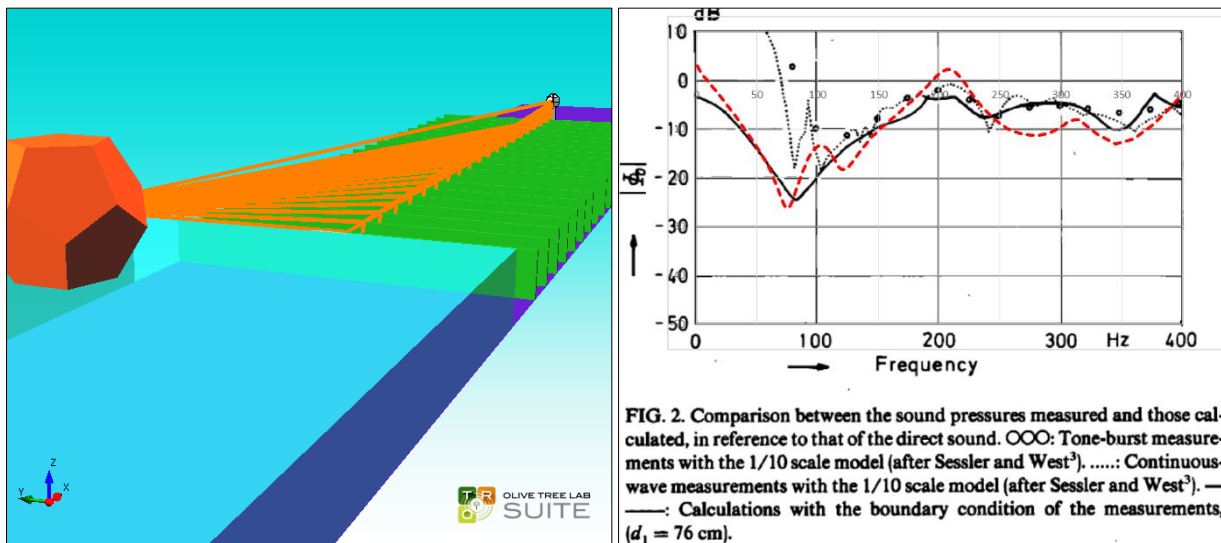 Z
Y
X
T R
O Y
OLIVE TREE LAB
SUITE
dB
10
0
0 50 100 150 200 250 300 350 400
-10
-20
-30
-40
-50
0 100 200 300 Hz 400
Frequency
FIG. 2. Comparison between the sound pressures measured and those cal-
culated, in reference to that of the direct sound. OOO: Tone-burst measure-
ments with the 1/10 scale model (after Sessler and West³). .....: Continuous-
wave measurements with the 1/10 scale model (after Sessler and West³). —
——: Calculations with the boundary condition of the measurements,
(d₁ = 76 cm).